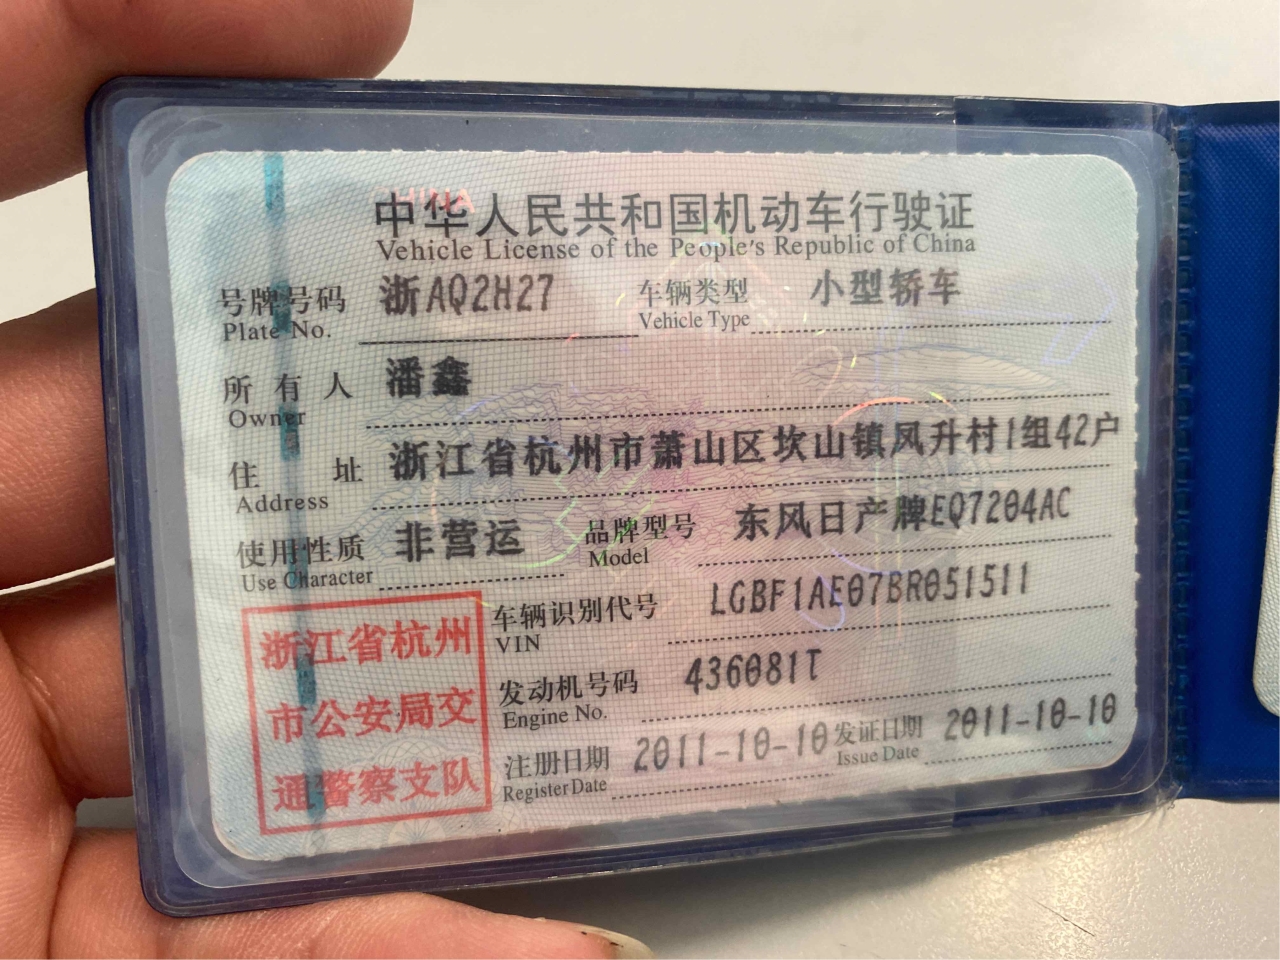 中华人民共和国机动车行驶证
Vehicle License of the People's Republic of China
号牌号码 浙AQ2H27 车辆类型 小型轿车
Plate No. Vehicle Type
所有人 潘鑫
Owner
住址 浙江省杭州市萧山区坎山镇凤升村1组42户
Address
使用性质 非营运 品牌型号 东风日产牌EQ7204AC
Use Character Model
车辆识别代号 LGBF1AE07BR051511
VIN
发动机号码 436081T
Engine No.
注册日期 2011-10-10 发证日期 2011-10-10
Register Date Issue Date
浙江省杭州
市公安局交
通警察支队